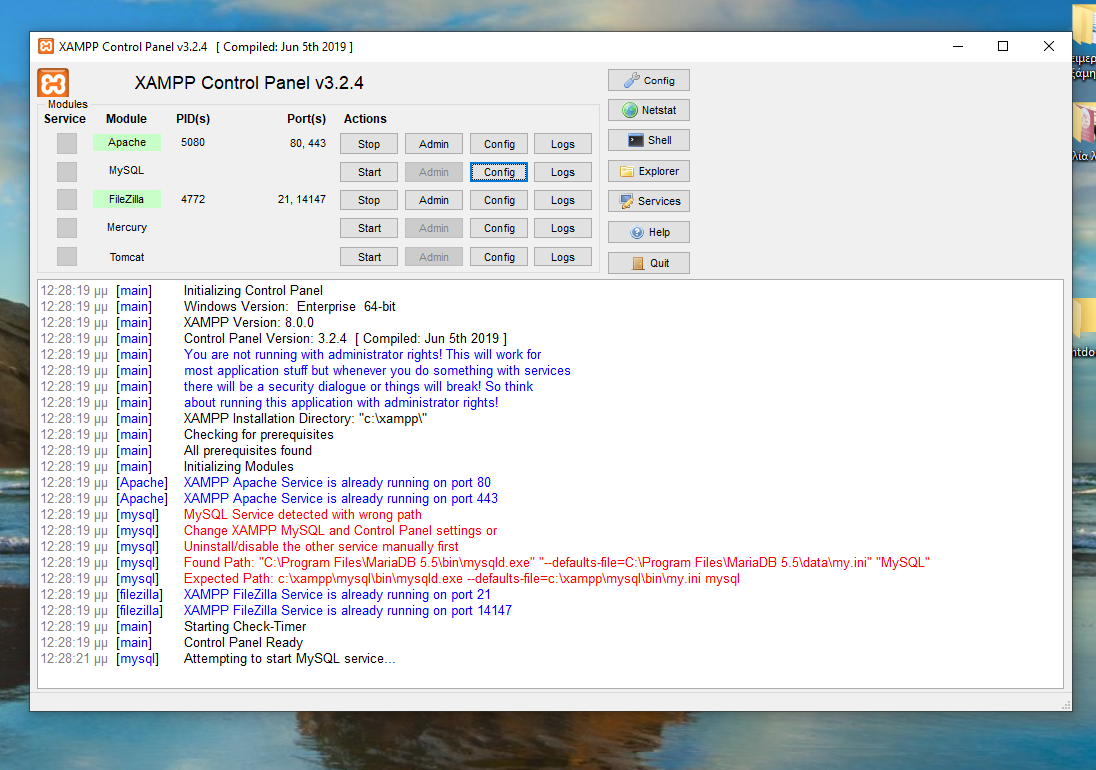 XAMPP Control Panel v3.2.4 [ Compiled: Jun 5th 2019 ]
XAMPP Control Panel v3.2.4
Config
Modules
Service Module PID(s) Port(s) Actions
Netstat
Apache 5080 80, 443 Stop Admin Config Logs
Shell
MySQL Start Admin Config Logs
Explorer
FileZilla 4772 21, 14147 Stop Admin Config Logs
Services
Mercury Start Admin Config Logs
Help
Tomcat Start Admin Config Logs
Quit
12:28:19 μμ [main] Initializing Control Panel
12:28:19 μμ [main] Windows Version: Enterprise 64-bit
12:28:19 μμ [main] XAMPP Version: 8.0.0
12:28:19 μμ [main] Control Panel Version: 3.2.4 [ Compiled: Jun 5th 2019 ]
12:28:19 μμ [main] You are not running with administrator rights! This will work for
12:28:19 μμ [main] most application stuff but whenever you do something with services
12:28:19 μμ [main] there will be a security dialogue or things will break! So think
12:28:19 μμ [main] about running this application with administrator rights!
12:28:19 μμ [main] XAMPP Installation Directory: "c:\xampp\"
12:28:19 μμ [main] Checking for prerequisites
12:28:19 μμ [main] All prerequisites found
12:28:19 μμ [main] Initializing Modules
12:28:19 μμ [Apache] XAMPP Apache Service is already running on port 80
12:28:19 μμ [Apache] XAMPP Apache Service is already running on port 443
12:28:19 μμ [mysql] MySQL Service detected with wrong path
12:28:19 μμ [mysql] Change XAMPP MySQL and Control Panel settings or
12:28:19 μμ [mysql] Uninstall/disable the other service manually first
12:28:19 μμ [mysql] Found Path: "C:\Program Files\MariaDB 5.5\bin\mysqld.exe" "--defaults-file=C:\Program Files\MariaDB 5.5\data\my.ini" "MySQL"
12:28:19 μμ [mysql] Expected Path: c:\xampp\mysql\bin\mysqld.exe --defaults-file=c:\xampp\mysql\bin\my.ini mysql
12:28:19 μμ [filezilla] XAMPP FileZilla Service is already running on port 21
12:28:19 μμ [filezilla] XAMPP FileZilla Service is already running on port 14147
12:28:19 μμ [main] Starting Check-Timer
12:28:19 μμ [main] Control Panel Ready
12:28:21 μμ [mysql] Attempting to start MySQL service...